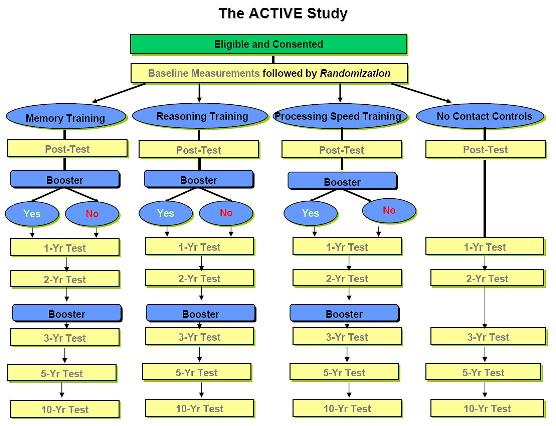 The ACTIVE Study
Eligible and Consented
Baseline Measurements followed by Randomization
Memory Training
Reasoning Training
Processing Speed Training
No Contact Controls
Post-Test
Post-Test
Post-Test
Post-Test
Booster
Booster
Booster
Yes
No
Yes
No
Yes
No
1-Yr Test
1-Yr Test
1-Yr Test
1-Yr Test
2-Yr Test
2-Yr Test
2-Yr Test
2-Yr Test
Booster
Booster
Booster
3-Yr Test
3-Yr Test
3-Yr Test
3-Yr Test
5-Yr Test
5-Yr Test
5-Yr Test
5-Yr Test
10-Yr Test
10-Yr Test
10-Yr Test
10-Yr Test